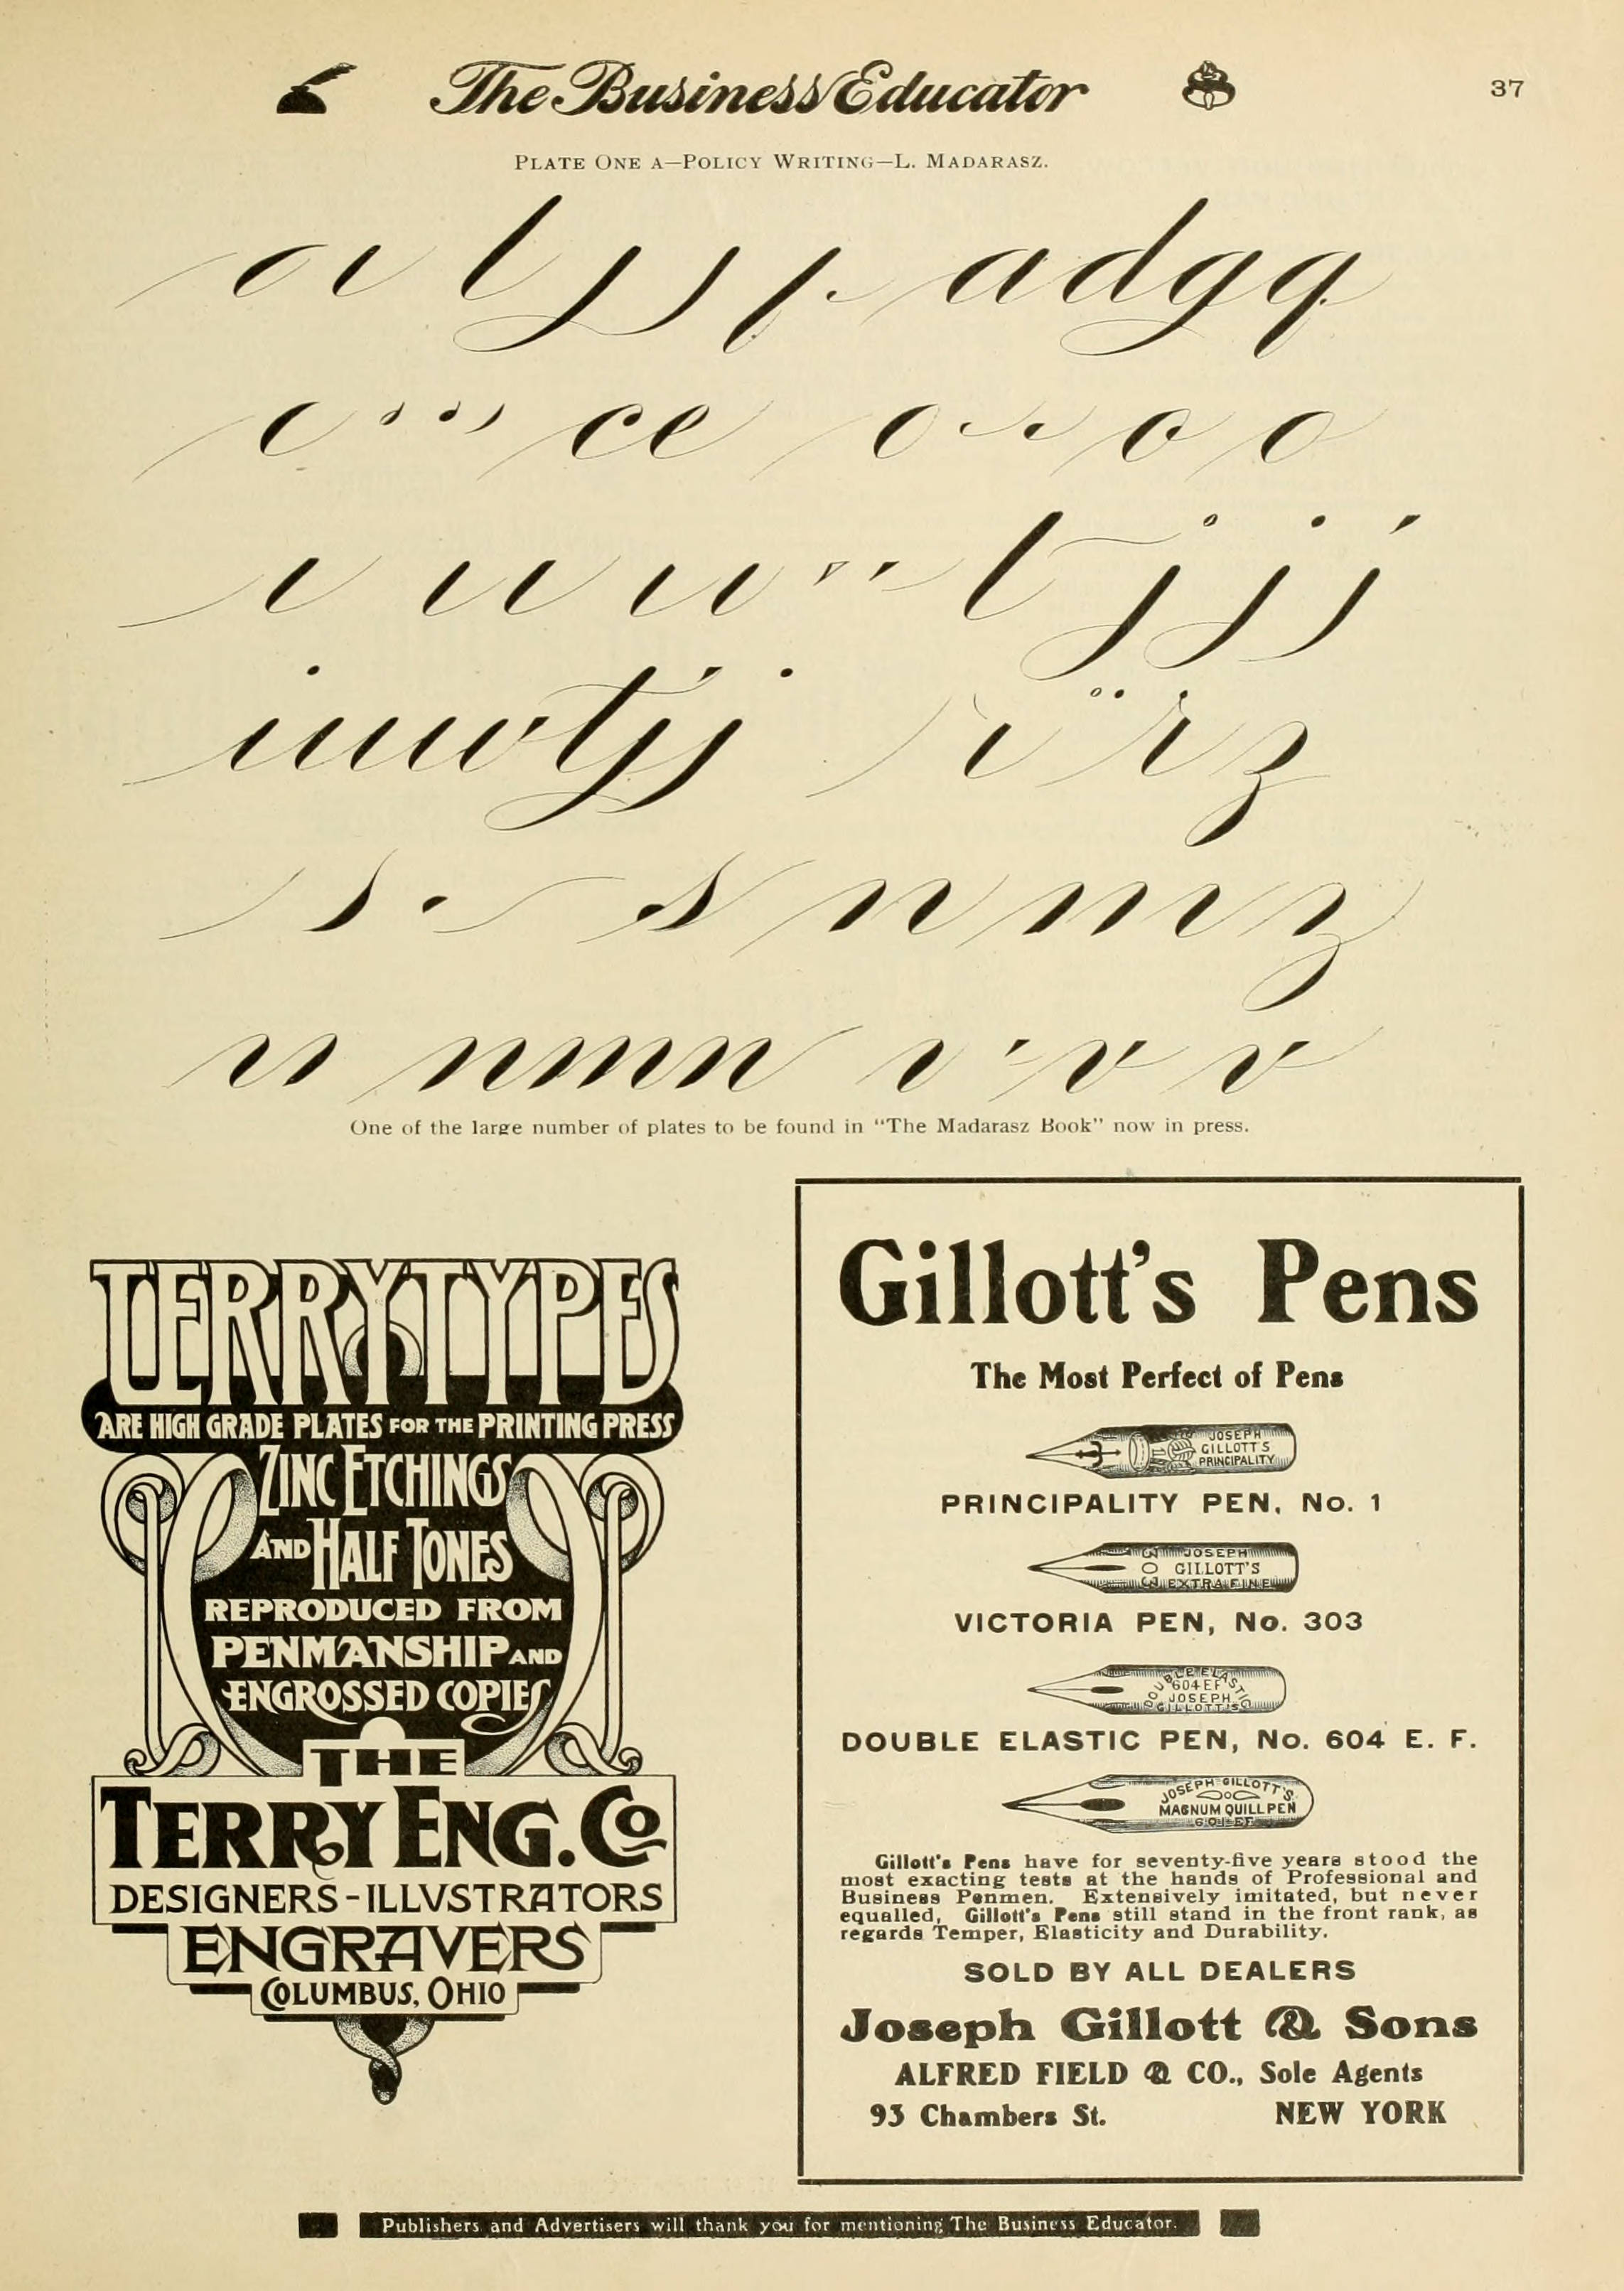 The Business Educator
37
PLATE ONE A—POLICY WRITING—L. MADARASZ.
a d g q
c e o o
i u w t j j j
i u u w t j j r z
s s n m v z
n n m n v v v
One of the large number of plates to be found in "The Madarasz Book" now in press.
TERRYTYPES
ARE HIGH GRADE PLATES FOR THE PRINTING PRESS
ZINC ETCHINGS
AND HALF TONES
REPRODUCED FROM
PENMANSHIP AND
ENGROSSED COPIES
THE
TERRY ENG. CO
DESIGNERS-ILLVSTRATORS
ENGRAVERS
COLUMBUS, OHIO
Gillott's Pens
The Most Perfect of Pens
JOSEPH
GILLOTT'S
PRINCIPALITY
PRINCIPALITY PEN, No. 1
303
JOSEPH
GILLOTT'S
EXTRA FINE
VICTORIA PEN, No. 303
DOUBLE ELASTIC
604 EF
JOSEPH
GILLOTT'S
DOUBLE ELASTIC PEN, No. 604 E. F.
JOSEPH GILLOTT'S
MAGNUM QUILL PEN
601 EF
Gillott's Pens have for seventy-five years stood the
most exacting tests at the hands of Professional and
Business Penmen. Extensively imitated, but never
equalled, Gillott's Pens still stand in the front rank, as
regards Temper, Elasticity and Durability.
SOLD BY ALL DEALERS
Joseph Gillott & Sons
ALFRED FIELD & CO., Sole Agents
93 Chambers St. NEW YORK
Publishers and Advertisers will thank you for mentioning The Business Educator.